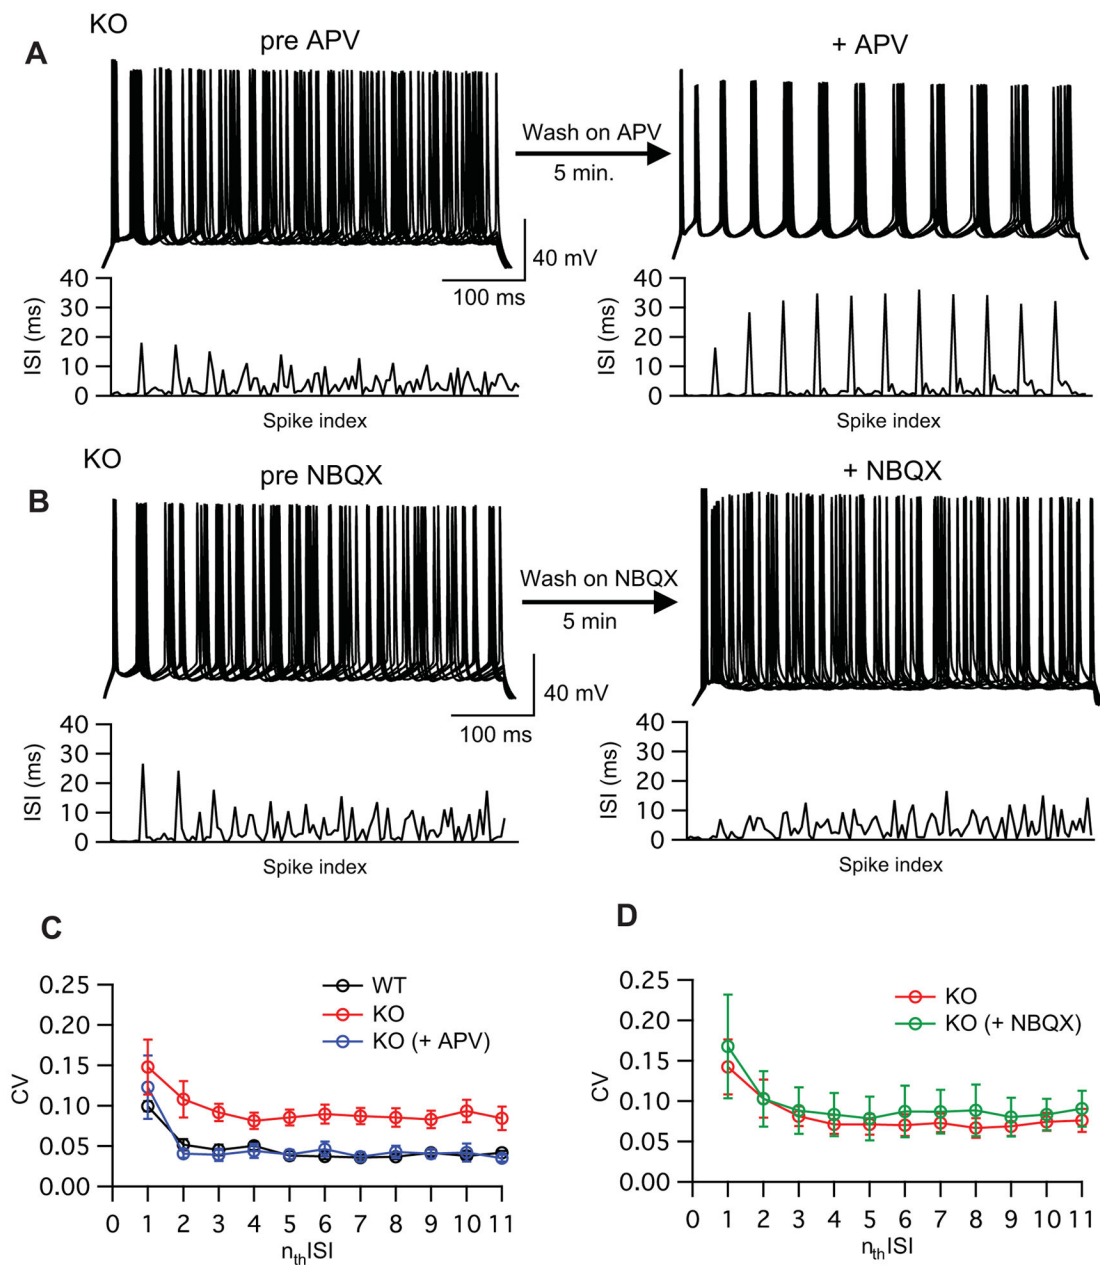 KO
A
pre APV
+ APV
Wash on APV
5 min.
40 mV
100 ms
40
30
20
10
0
ISI (ms)
Spike index
40
30
20
10
0
ISI (ms)
Spike index
KO
B
pre NBQX
+ NBQX
Wash on NBQX
5 min
40 mV
100 ms
40
30
20
10
0
ISI (ms)
Spike index
40
30
20
10
0
ISI (ms)
Spike index
C
WT
KO
KO (+ APV)
0.25
0.20
0.15
0.10
0.05
0.00
CV
0 1 2 3 4 5 6 7 8 9 10 11
nthISI
D
KO
KO (+ NBQX)
0.25
0.20
0.15
0.10
0.05
0.00
CV
0 1 2 3 4 5 6 7 8 9 10 11
nthISI